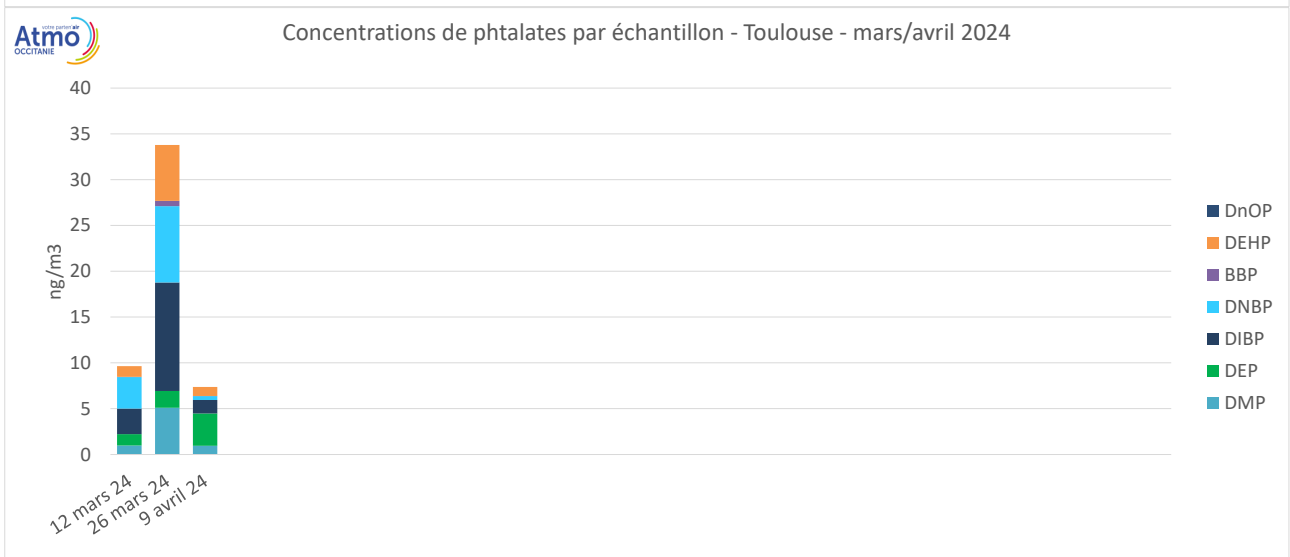 votre partenair
Atmo
OCCITANIE
Concentrations de phtalates par échantillon - Toulouse - mars/avril 2024
40
35
30
25
20
15
10
5
0
ng/m3
12 mars 24
26 mars 24
9 avril 24
DnOP
DEHP
BBP
DNBP
DIBP
DEP
DMP